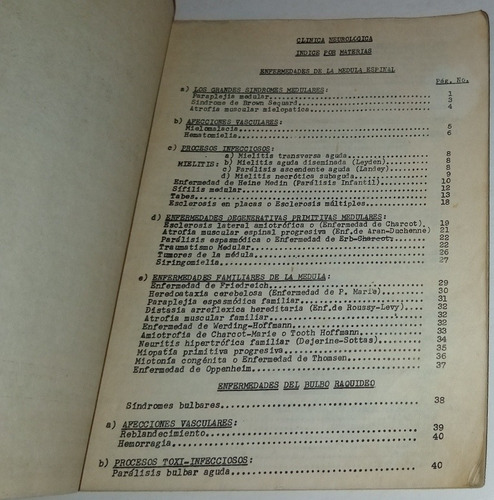 CLINICA NEUROLOGICA
INDICE POR MATERIAS
ENFERMEDADES DE LA MEDULA ESPINAL
Pág. No.
a) LOS GRANDES SINDROMES MEDULARES:
Paraplejia medular 1
Síndrome de Brown Sequard 3
Atrofia muscular mielopatica 4
b) AFECCIONES VASCULARES:
Mielomalacia 5
Hematomielia 6
c) PROCESOS INFECCIOSOS:
a) Mielitis transversa aguda 8
MIELITIS: b) Mielitis aguda diseminada (Leyden) 8
c) Parálisis ascendente aguda (Landey) 8
d) Mielitis necrótica subaguda 9
Enfermedad de Heine Medin (Parálisis Infantil) 10
Sífilis medular 12
Tabes 13
Esclerosis en placas o Esclerosis múltiples 18
d) ENFERMEDADES DEGENERATIVAS PRIMITIVAS MEDULARES:
Esclerosis lateral amiotrófica o (Enfermedad de Charcot) 19
Atrofia muscular espinal progresiva (Enf. de Aran-Duchenne) 21
Parálisis espasmódica o Enfermedad de Erb-Charcot 22
Traumatismo Medular 22
Tumores de la médula 26
Siringomielia 27
e) ENFERMEDADES FAMILIARES DE LA MEDULA:
Enfermedad de Friedreich 29
Heredoataxia cerebelosa (Enfermedad de P. Marie) 30
Paraplejia espasmódica familiar 31
Distasia arreflexica hereditaria (Enf. de Roussy-Levy) 32
Atrofia muscular familiar 32
Enfermedad de Werding-Hoffmann 32
Amiotrofia de Charcot-Marie o Tooth Hoffmann 33
Neuritis hipertrófica familiar (Dejerine-Sottas) 34
Miopatía primitiva progresiva 35
Miotonía congénita o Enfermedad de Thomsen 36
Enfermedad de Oppenheim 37
ENFERMEDADES DEL BULBO RAQUIDEO
Síndromes bulbares 38
a) AFECCIONES VASCULARES:
Reblandecimiento 39
Hemorragia 40
b) PROCESOS TOXI-INFECCIOSOS:
Parálisis bulbar aguda 40